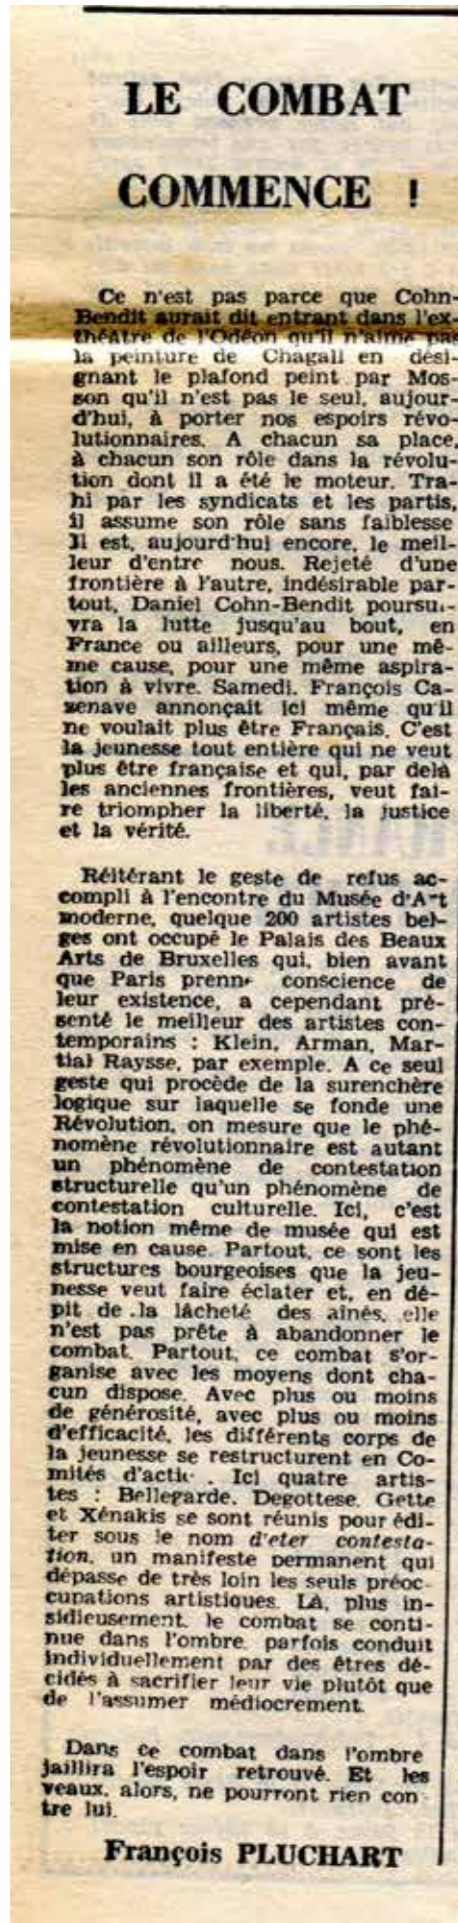 LE COMBAT
COMMENCE !
Ce n'est pas parce que Cohn-
Bendit aurait dit entrant dans l'ex-
théâtre de l'Odéon qu'il n'aime pas
la peinture de Chagall en dési-
gnant le plafond peint par Mos-
son qu'il n'est pas le seul, aujour-
d'hui, à porter nos espoirs révo-
lutionnaires. A chacun sa place,
à chacun son rôle dans la révolu-
tion dont il a été le moteur. Tra-
hi par les syndicats et les partis,
il assume son rôle sans faiblesse
Il est, aujourd'hui encore, le meil-
leur d'entre nous. Rejeté d'une
frontière à l'autre, indésirable par-
tout, Daniel Cohn-Bendit poursui-
vra la lutte jusqu'au bout, en
France ou ailleurs, pour une mê-
me cause, pour une même aspira-
tion à vivre. Samedi, François Ca-
zenave annonçait ici même qu'il
ne voulait plus être Français. C'est
la jeunesse tout entière qui ne veut
plus être française et qui, par delà
les anciennes frontières, veut fai-
re triompher la liberté, la justice
et la vérité.
Réitérant le geste de refus ac-
compli à l'encontre du Musée d'Art
moderne, quelque 200 artistes bel-
ges ont occupé le Palais des Beaux
Arts de Bruxelles qui, bien avant
que Paris prenne conscience de
leur existence, a cependant pré-
senté le meilleur des artistes con-
temporains : Klein, Arman, Mar-
tial Raysse, par exemple. A ce seul
geste qui procède de la surenchère
logique sur laquelle se fonde une
Révolution, on mesure que le phé-
nomène révolutionnaire est autant
un phénomène de contestation
structurelle qu'un phénomène de
contestation culturelle. Ici, c'est
la notion même de musée qui est
mise en cause. Partout, ce sont les
structures bourgeoises que la jeu-
nesse veut faire éclater et, en dé-
pit de la lâcheté des aînés, elle
n'est pas prête à abandonner le
combat. Partout, ce combat s'or-
ganise avec les moyens dont cha-
cun dispose. Avec plus ou moins
de générosité, avec plus ou moins
d'efficacité, les différents corps de
la jeunesse se restructurent en Co-
mités d'actio . Ici quatre artis-
tes : Bellegarde, Degottese, Gette
et Xénakis se sont réunis pour édi-
ter sous le nom d'eter contesta-
tion, un manifeste permanent qui
dépasse de très loin les seuls préoc-
cupations artistiques. Là, plus in-
sidieusement, le combat se conti-
nue dans l'ombre, parfois conduit
individuellement par des êtres dé-
cidés à sacrifier leur vie plutôt que
de l'assumer médiocrement.
Dans ce combat dans l'ombre
jaillira l'espoir retrouvé. Et les
veaux, alors, ne pourront rien con
tre lui.
François PLUCHART